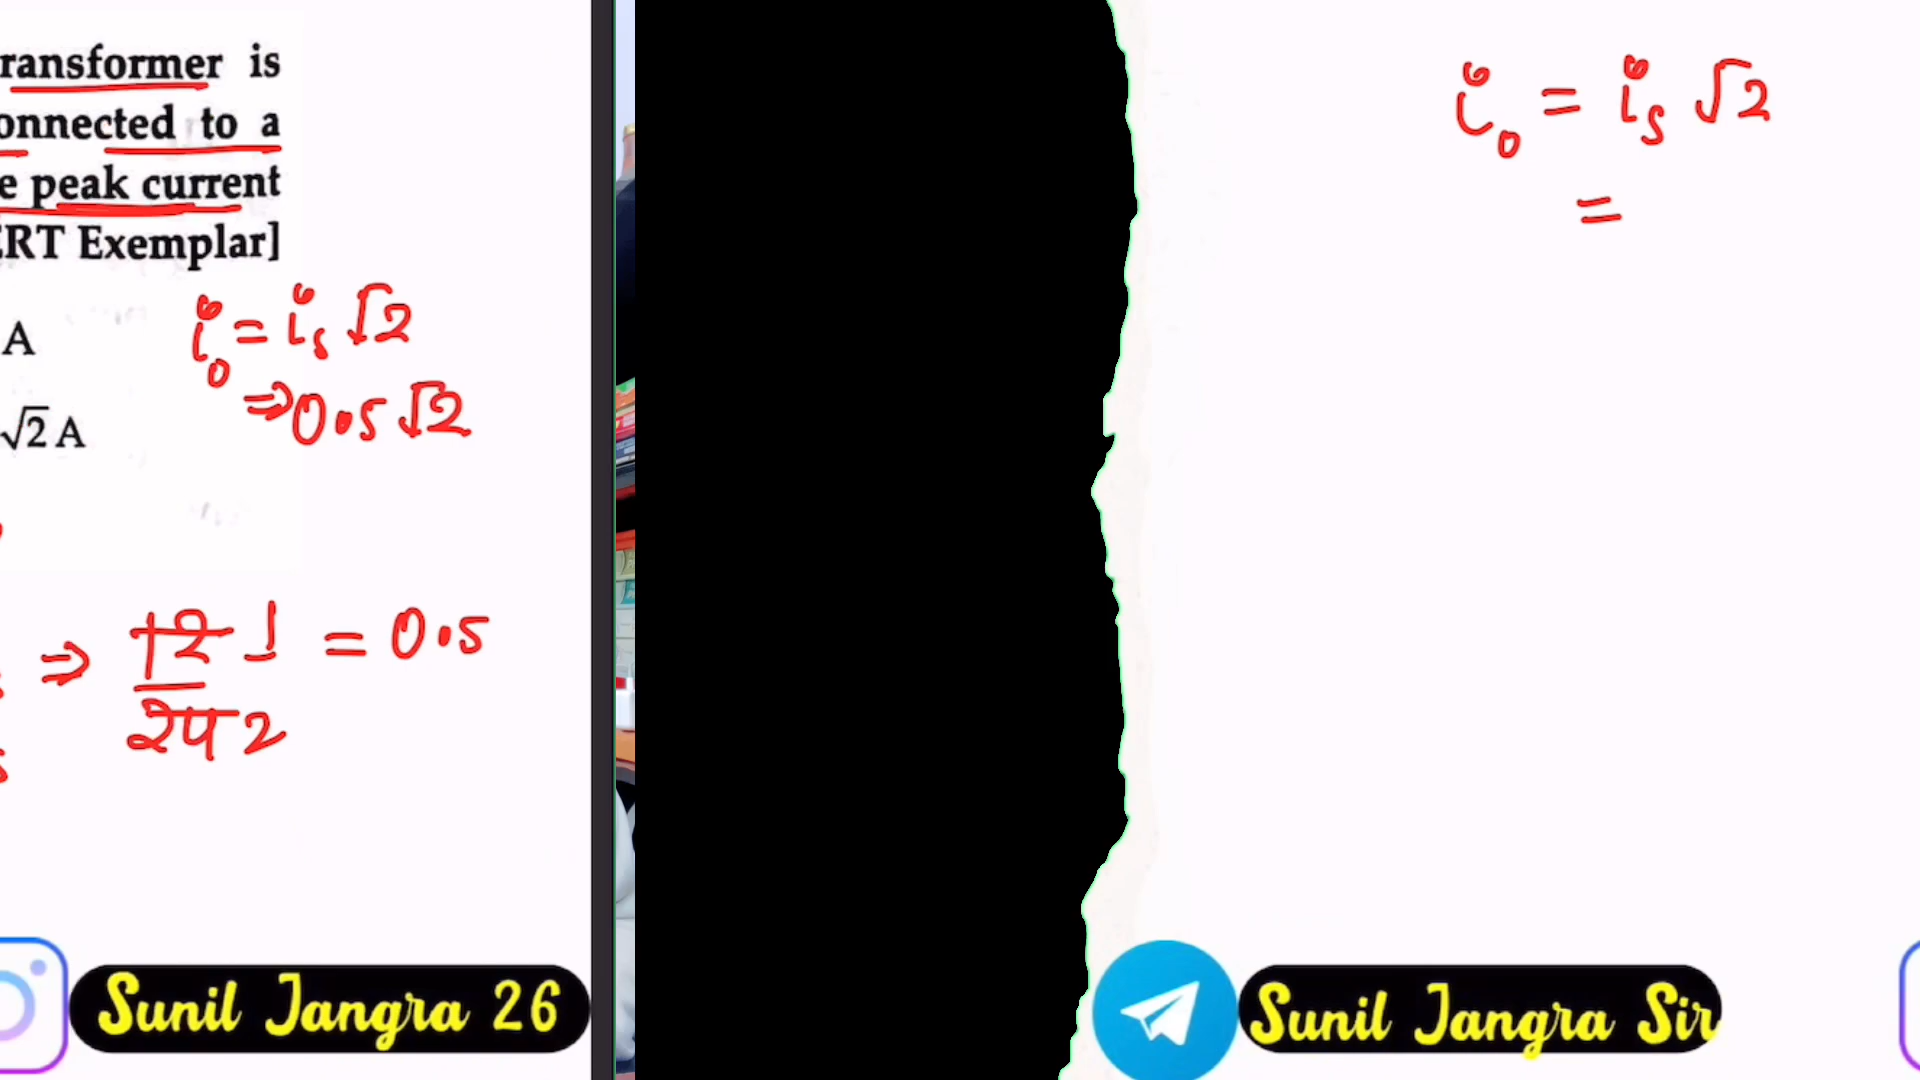 ransformer is
onnected to a
e peak current
ERT Exemplar]
A
√2 A
i₀ = iₛ √2
⇒ 0.5 √2
⇒ 12/24 1/2 = 0.5
Sunil Jangra 26
i₀ = iₛ √2
=
Sunil Jangra Sir